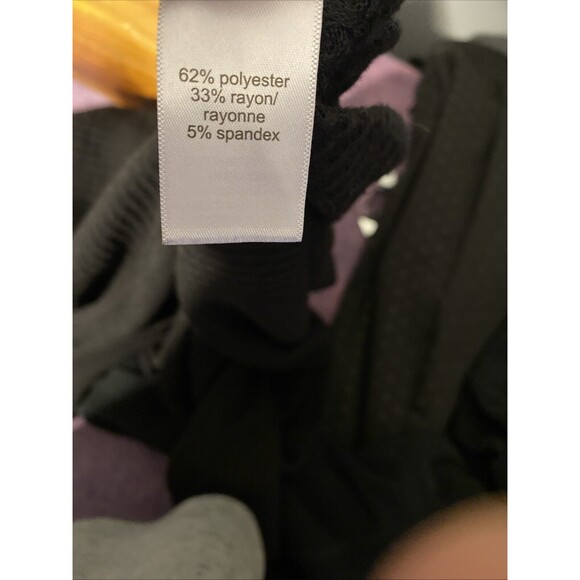 62% polyester
33% rayon/
rayonne
5% spandex